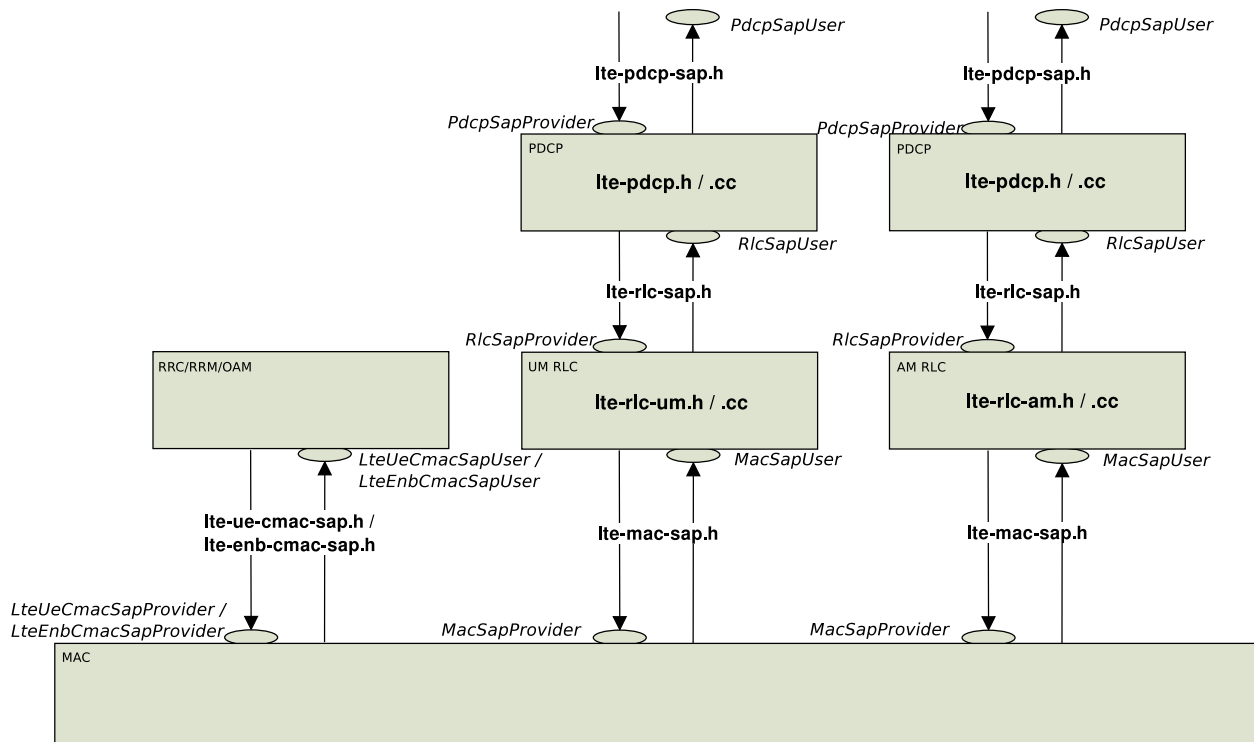 PdcpSapUser
PdcpSapUser
lte-pdcp-sap.h
lte-pdcp-sap.h
PdcpSapProvider
PdcpSapProvider
PDCP
PDCP
lte-pdcp.h / .cc
lte-pdcp.h / .cc
RlcSapUser
RlcSapUser
lte-rlc-sap.h
lte-rlc-sap.h
RlcSapProvider
RlcSapProvider
RRC/RRM/OAM
UM RLC
AM RLC
lte-rlc-um.h / .cc
lte-rlc-am.h / .cc
LteUeCmacSapUser /
LteEnbCmacSapUser
MacSapUser
MacSapUser
lte-ue-cmac-sap.h /
lte-enb-cmac-sap.h
lte-mac-sap.h
lte-mac-sap.h
LteUeCmacSapProvider /
LteEnbCmacSapProvider
MacSapProvider
MacSapProvider
MAC